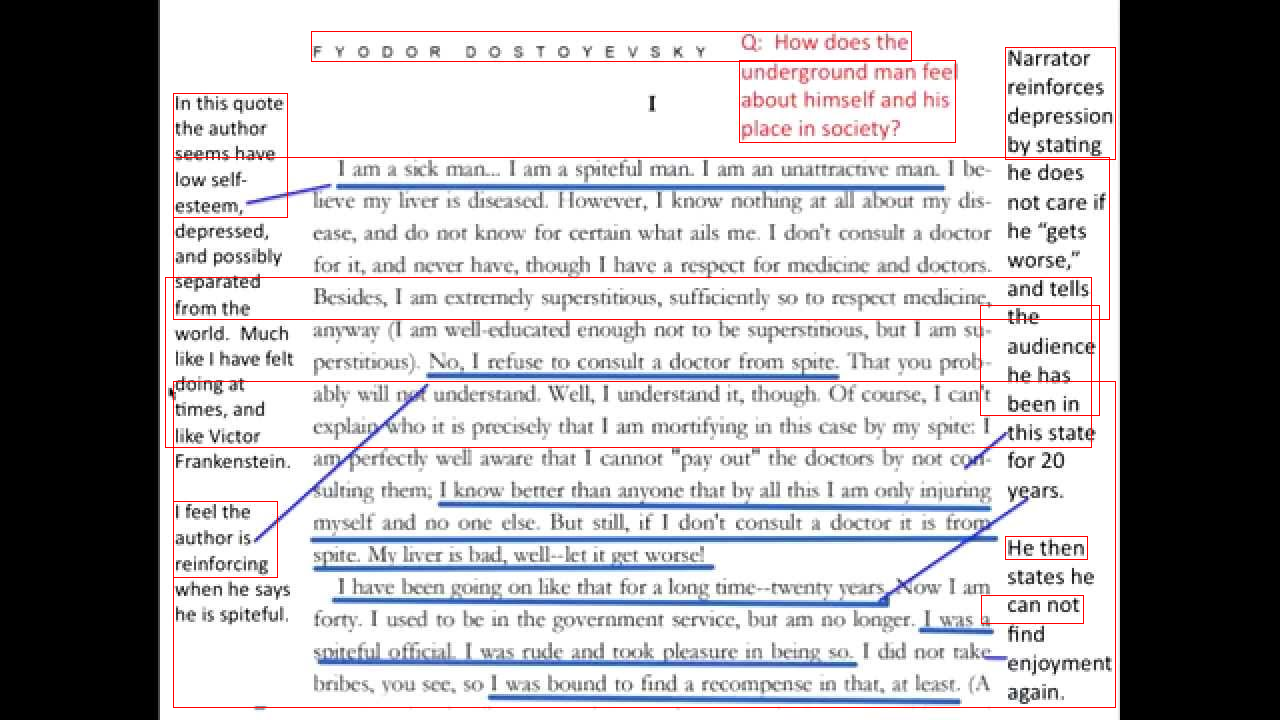 FYODOR DOSTOYEVSKY
Q: How does the
underground man feel
about himself and his
place in society?
I
In this quote
the author
seems have
low self-
esteem,
depressed,
and possibly
separated
from the
world. Much
like I have felt
doing at
times, and
like Victor
Frankenstein.
I feel the
author is
reinforcing
when he says
he is spiteful.
I am a sick man... I am a spiteful man. I am an unattractive man. I be-
lieve my liver is diseased. However, I know nothing at all about my dis-
ease, and do not know for certain what ails me. I don't consult a doctor
for it, and never have, though I have a respect for medicine and doctors.
Besides, I am extremely superstitious, sufficiently so to respect medicine,
anyway (I am well-educated enough not to be superstitious, but I am su-
perstitious). No, I refuse to consult a doctor from spite. That you prob-
ably will not understand. Well, I understand it, though. Of course, I can't
explain who it is precisely that I am mortifying in this case by my spite: I
am perfectly well aware that I cannot "pay out" the doctors by not con-
sulting them; I know better than anyone that by all this I am only injuring
myself and no one else. But still, if I don't consult a doctor it is from
spite. My liver is bad, well--let it get worse!
I have been going on like that for a long time--twenty years. Now I am
forty. I used to be in the government service, but am no longer. I was a
spiteful official. I was rude and took pleasure in being so. I did not take
bribes, you see, so I was bound to find a recompense in that, at least. (A
Narrator
reinforces
depression
by stating
he does
not care if
he “gets
worse,”
and tells
the
audience
he has
been in
this state
for 20
years.
He then
states he
can not
find
enjoyment
again.